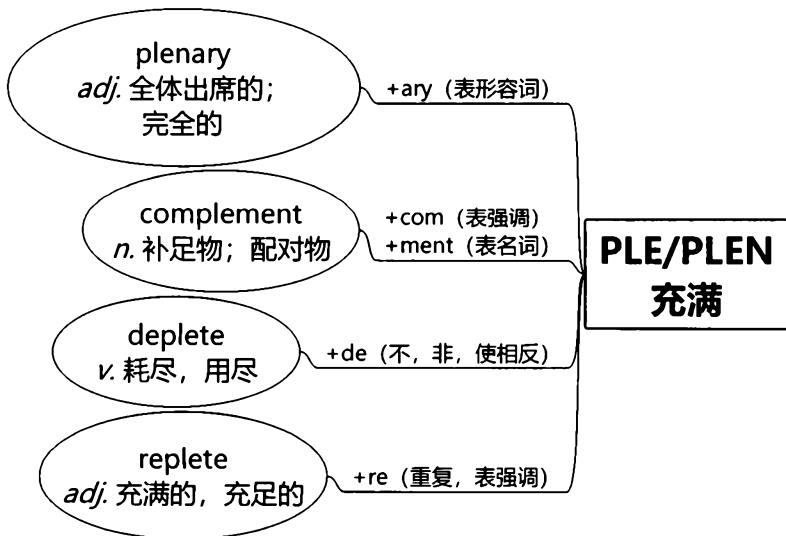 plenary
adj. 全体出席的；
完全的
+ary（表形容词）
complement
n. 补足物；配对物
+com（表强调）
+ment（表名词）
PLE/PLEN
充满
deplete
v. 耗尽，用尽
+de（不，非，使相反）
replete
adj. 充满的，充足的
+re（重复，表强调）